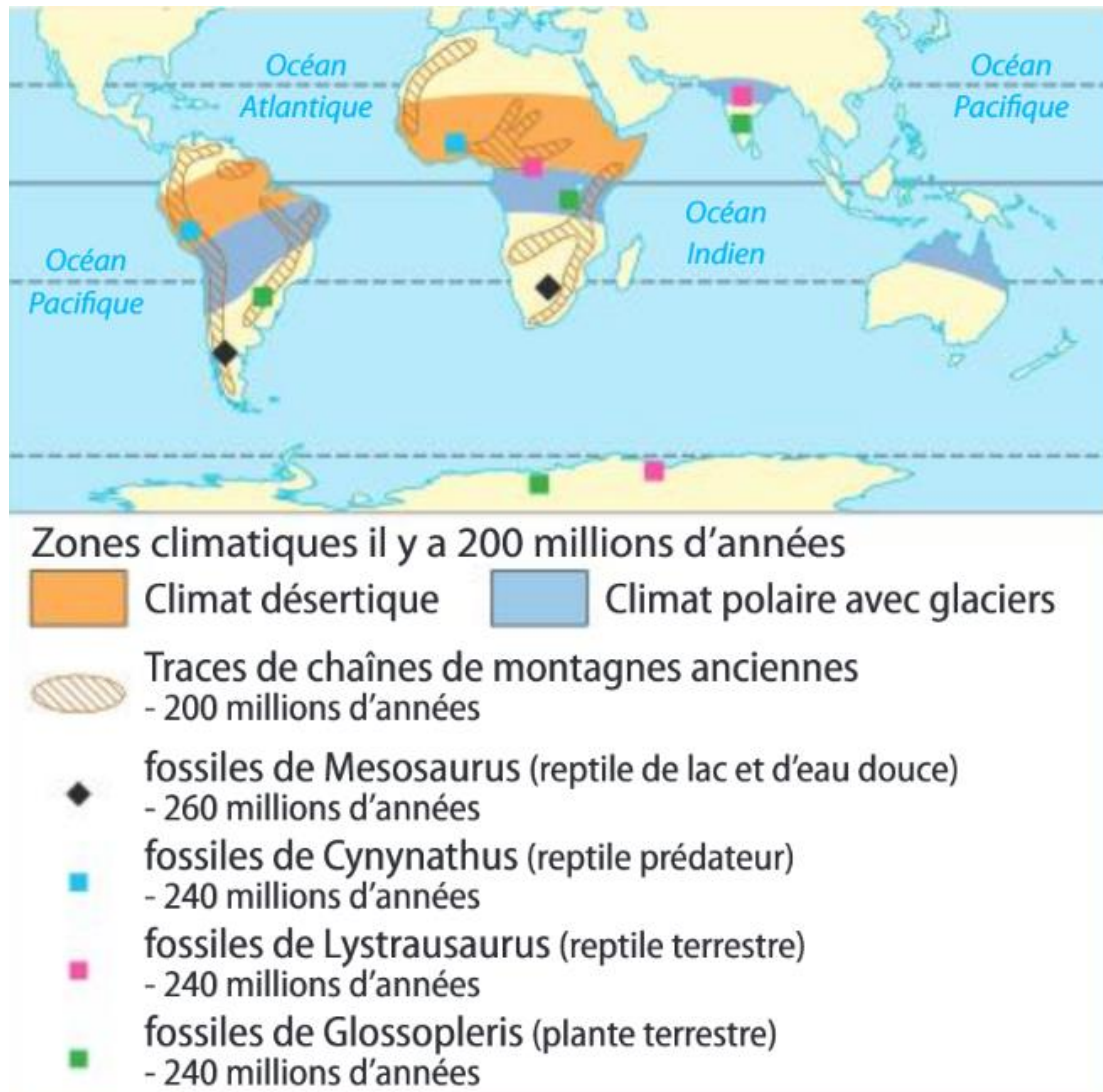 Océan
Atlantique
Océan
Pacifique
Océan
Indien
Océan
Pacifique
Zones climatiques il y a 200 millions d'années
Climat désertique
Climat polaire avec glaciers
Traces de chaînes de montagnes anciennes
- 200 millions d'années
fossiles de Mesosaurus (reptile de lac et d'eau douce)
- 260 millions d'années
fossiles de Cynynathus (reptile prédateur)
- 240 millions d'années
fossiles de Lystrausaurus (reptile terrestre)
- 240 millions d'années
fossiles de Glossopleris (plante terrestre)
- 240 millions d'années